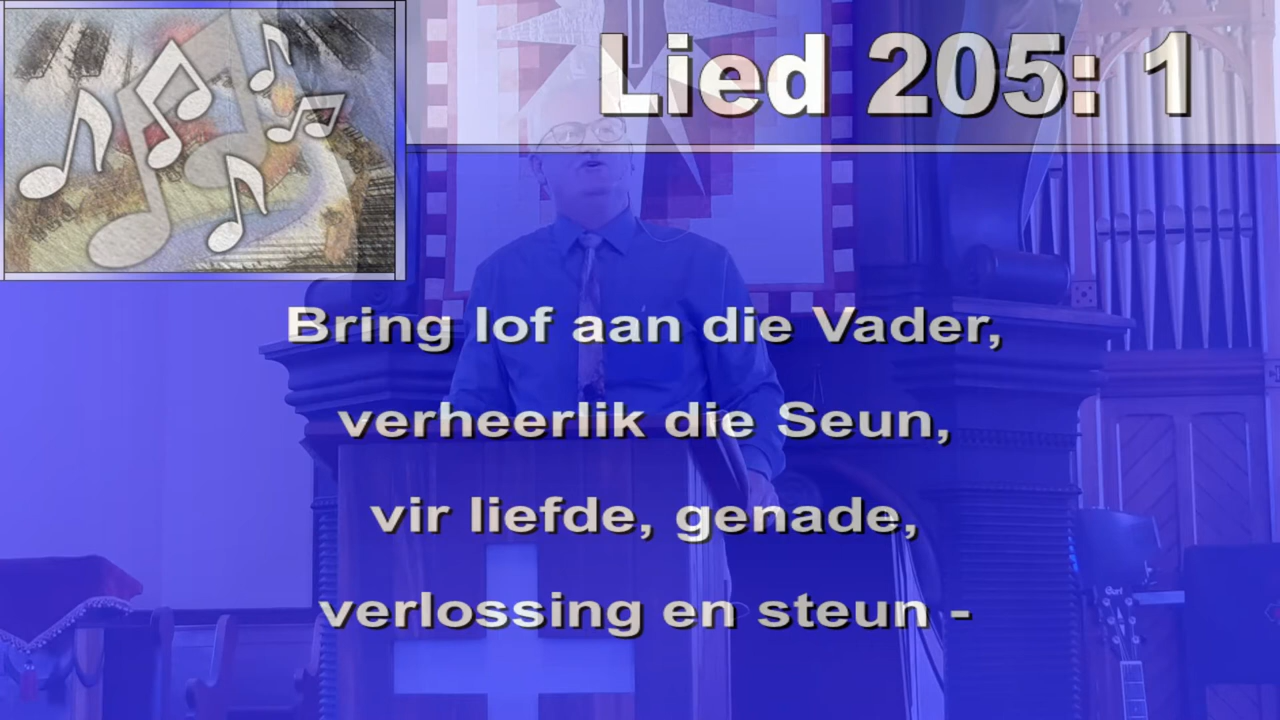 Lied 205: 1
Bring lof aan die Vader,
verheerlik die Seun,
vir liefde, genade,
verlossing en steun -